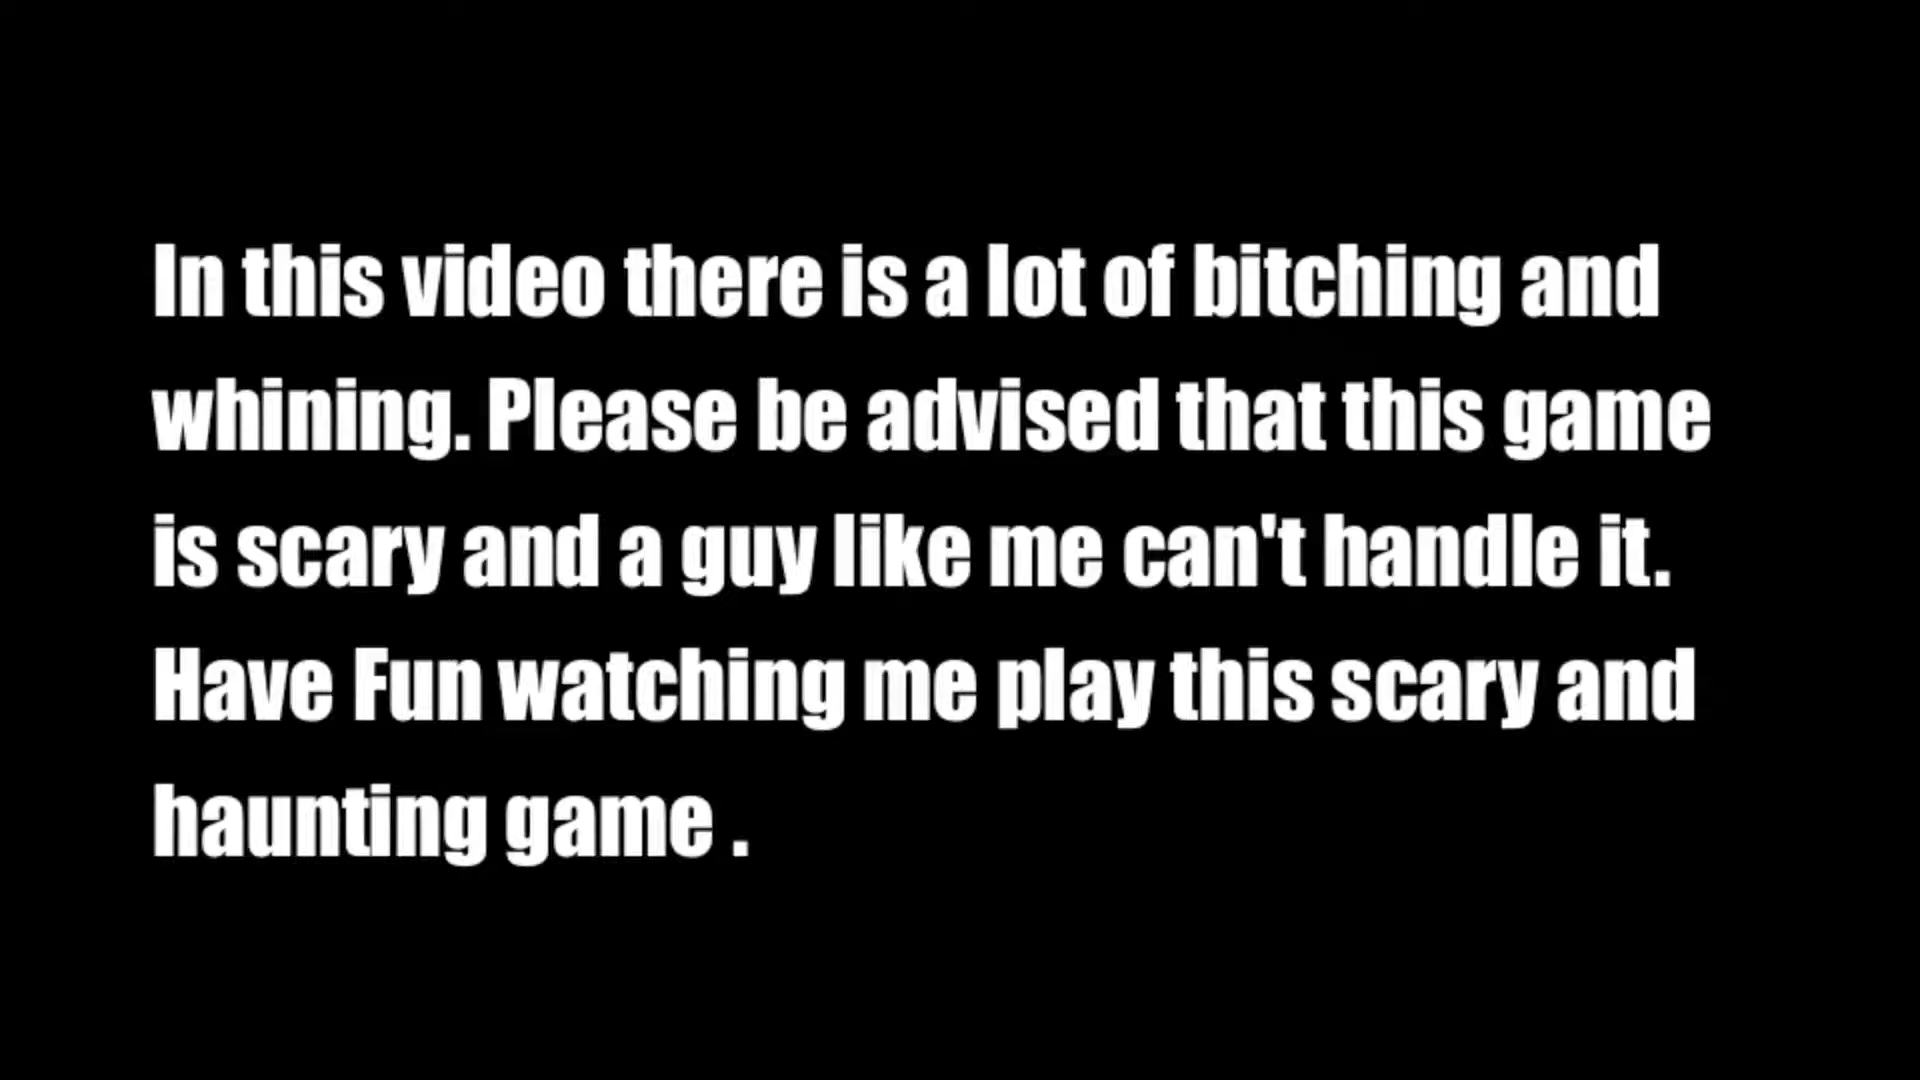 In this video there is a lot of bitching and
whining. Please be advised that this game
is scary and a guy like me can't handle it.
Have Fun watching me play this scary and
haunting game .